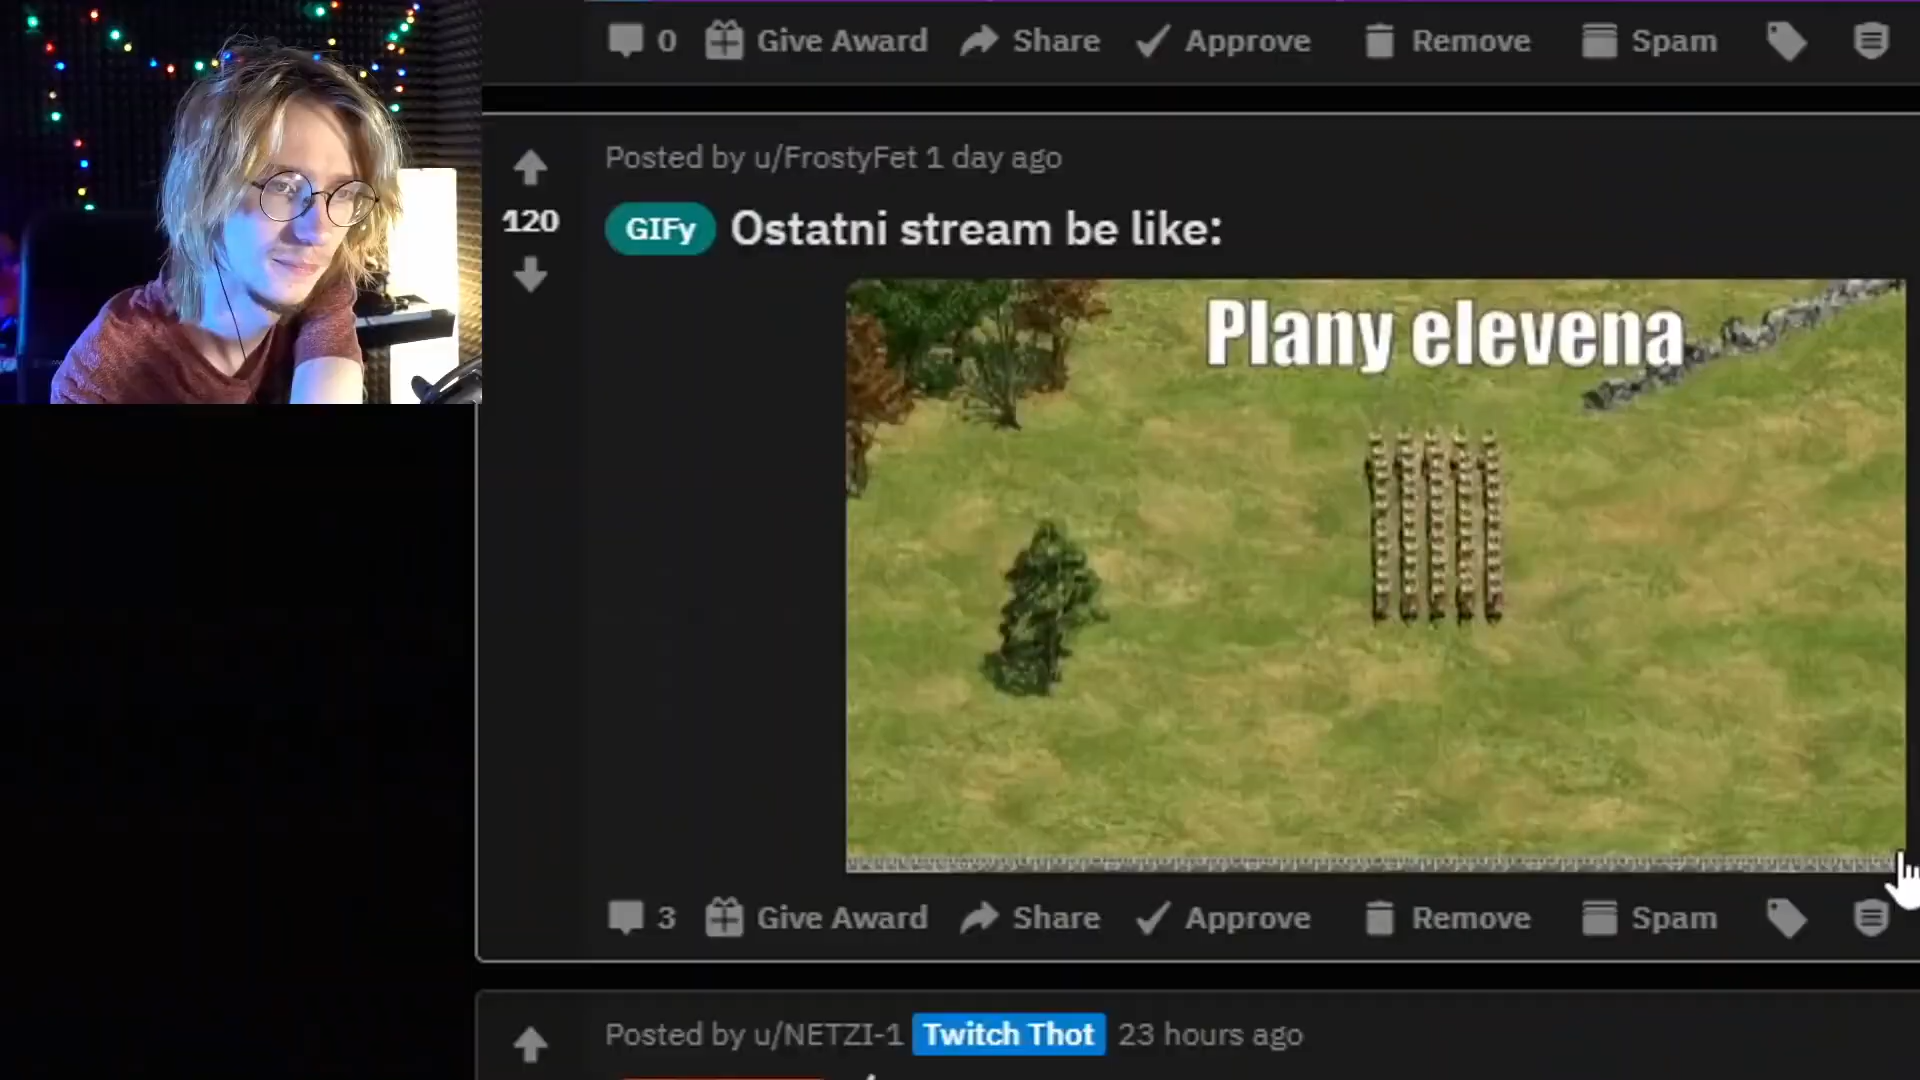 0 Give Award Share Approve Remove Spam
Posted by u/FrostyFet 1 day ago
120
GIFy Ostatni stream be like:
Plany elevena
3 Give Award Share Approve Remove Spam
Posted by u/NETZI-1 Twitch Thot 23 hours ago